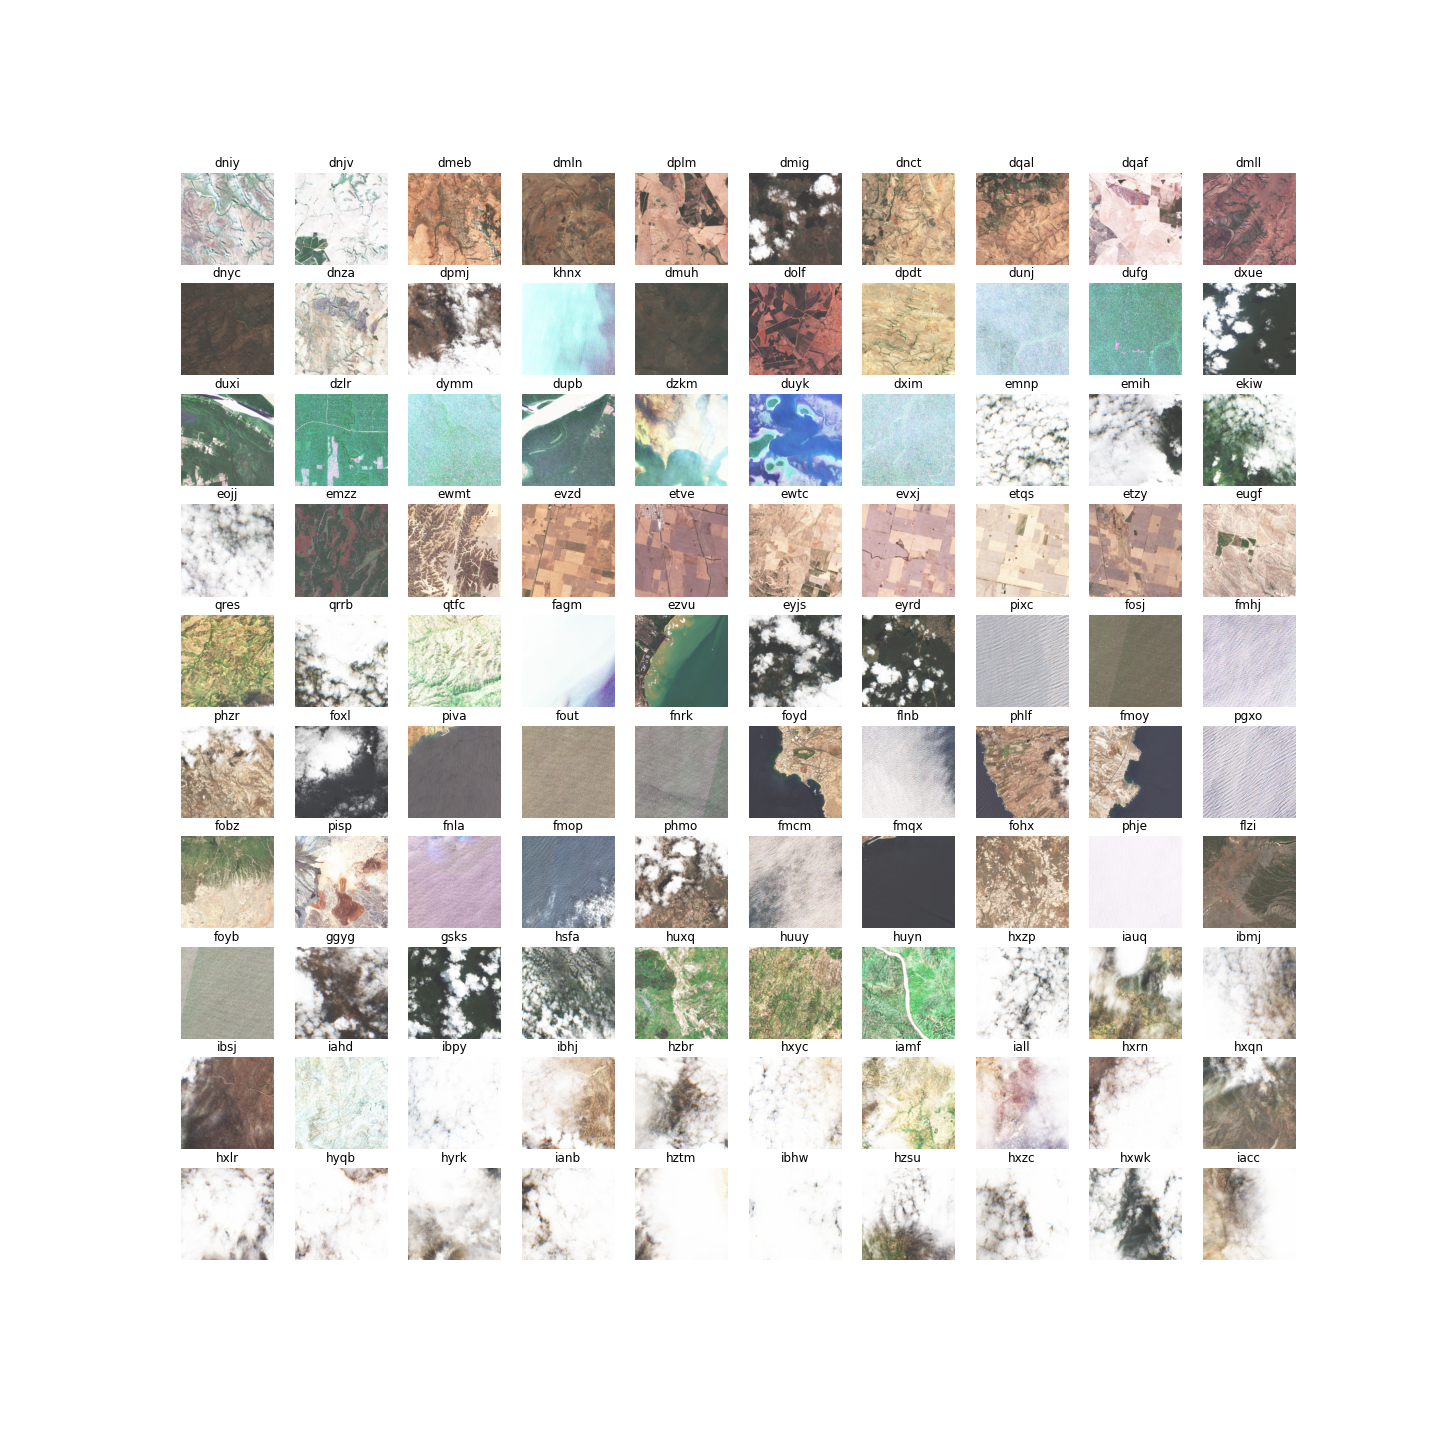 dniy dnjv dmeb dmln dplm dmig dnct dqal dqaf dmll
dnyc dnza dpmj khnx dmuh dolf dpdt dunj dufg dxue
duxi dzlr dymm dupb dzkm duyk dxim emnp emih ekiw
eojj emzz ewmt evzd etve ewtc evxj etqs etzy eugf
qres qrrb qtfc fagm ezvu eyjs eyrd pixc fosj fmhj
phzr foxl piva fout fnrk foyd flnb phlf fmoy pgxo
fobz pisp fnla fmop phmo fmcm fmqx fohx phje flzi
foyb ggyg gsks hsfa huxq huuy huyn hxzp iauq ibmj
ibsj iahd ibpy ibhj hzbr hxyc iamf iall hxrn hxqn
hxlr hyqb hyrk ianb hztm ibhw hzsu hxzc hxwk iacc